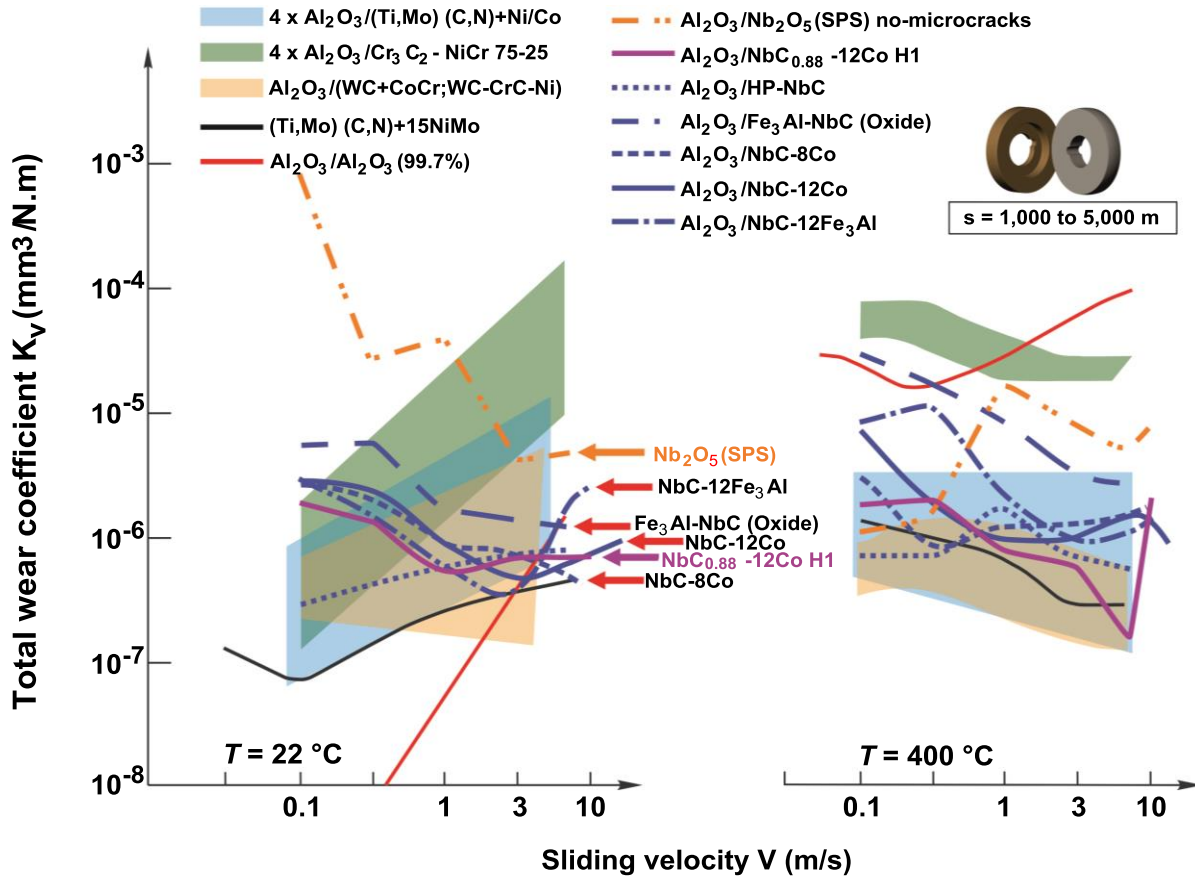 4 x Al₂O₃/(Ti,Mo) (C,N)+Ni/Co
4 x Al₂O₃/Cr₃ C₂ - NiCr 75-25
Al₂O₃/(WC+CoCr;WC-CrC-Ni)
(Ti,Mo) (C,N)+15NiMo
Al₂O₃/Al₂O₃ (99.7%)
Al₂O₃/Nb₂O₅(SPS) no-microcracks
Al₂O₃/NbC₀.₈₈ -12Co H1
Al₂O₃/HP-NbC
Al₂O₃/Fe₃Al-NbC (Oxide)
Al₂O₃/NbC-8Co
Al₂O₃/NbC-12Co
Al₂O₃/NbC-12Fe₃Al
s = 1,000 to 5,000 m
Total wear coefficient Kᵥ(mm³/N.m)
10⁻³
10⁻⁴
10⁻⁵
10⁻⁶
10⁻⁷
10⁻⁸
Nb₂O₅(SPS)
NbC-12Fe₃Al
Fe₃Al-NbC (Oxide)
NbC-12Co
NbC₀.₈₈ -12Co H1
NbC-8Co
T = 22 °C
T = 400 °C
0.1 1 3 10
0.1 1 3 10
Sliding velocity V (m/s)